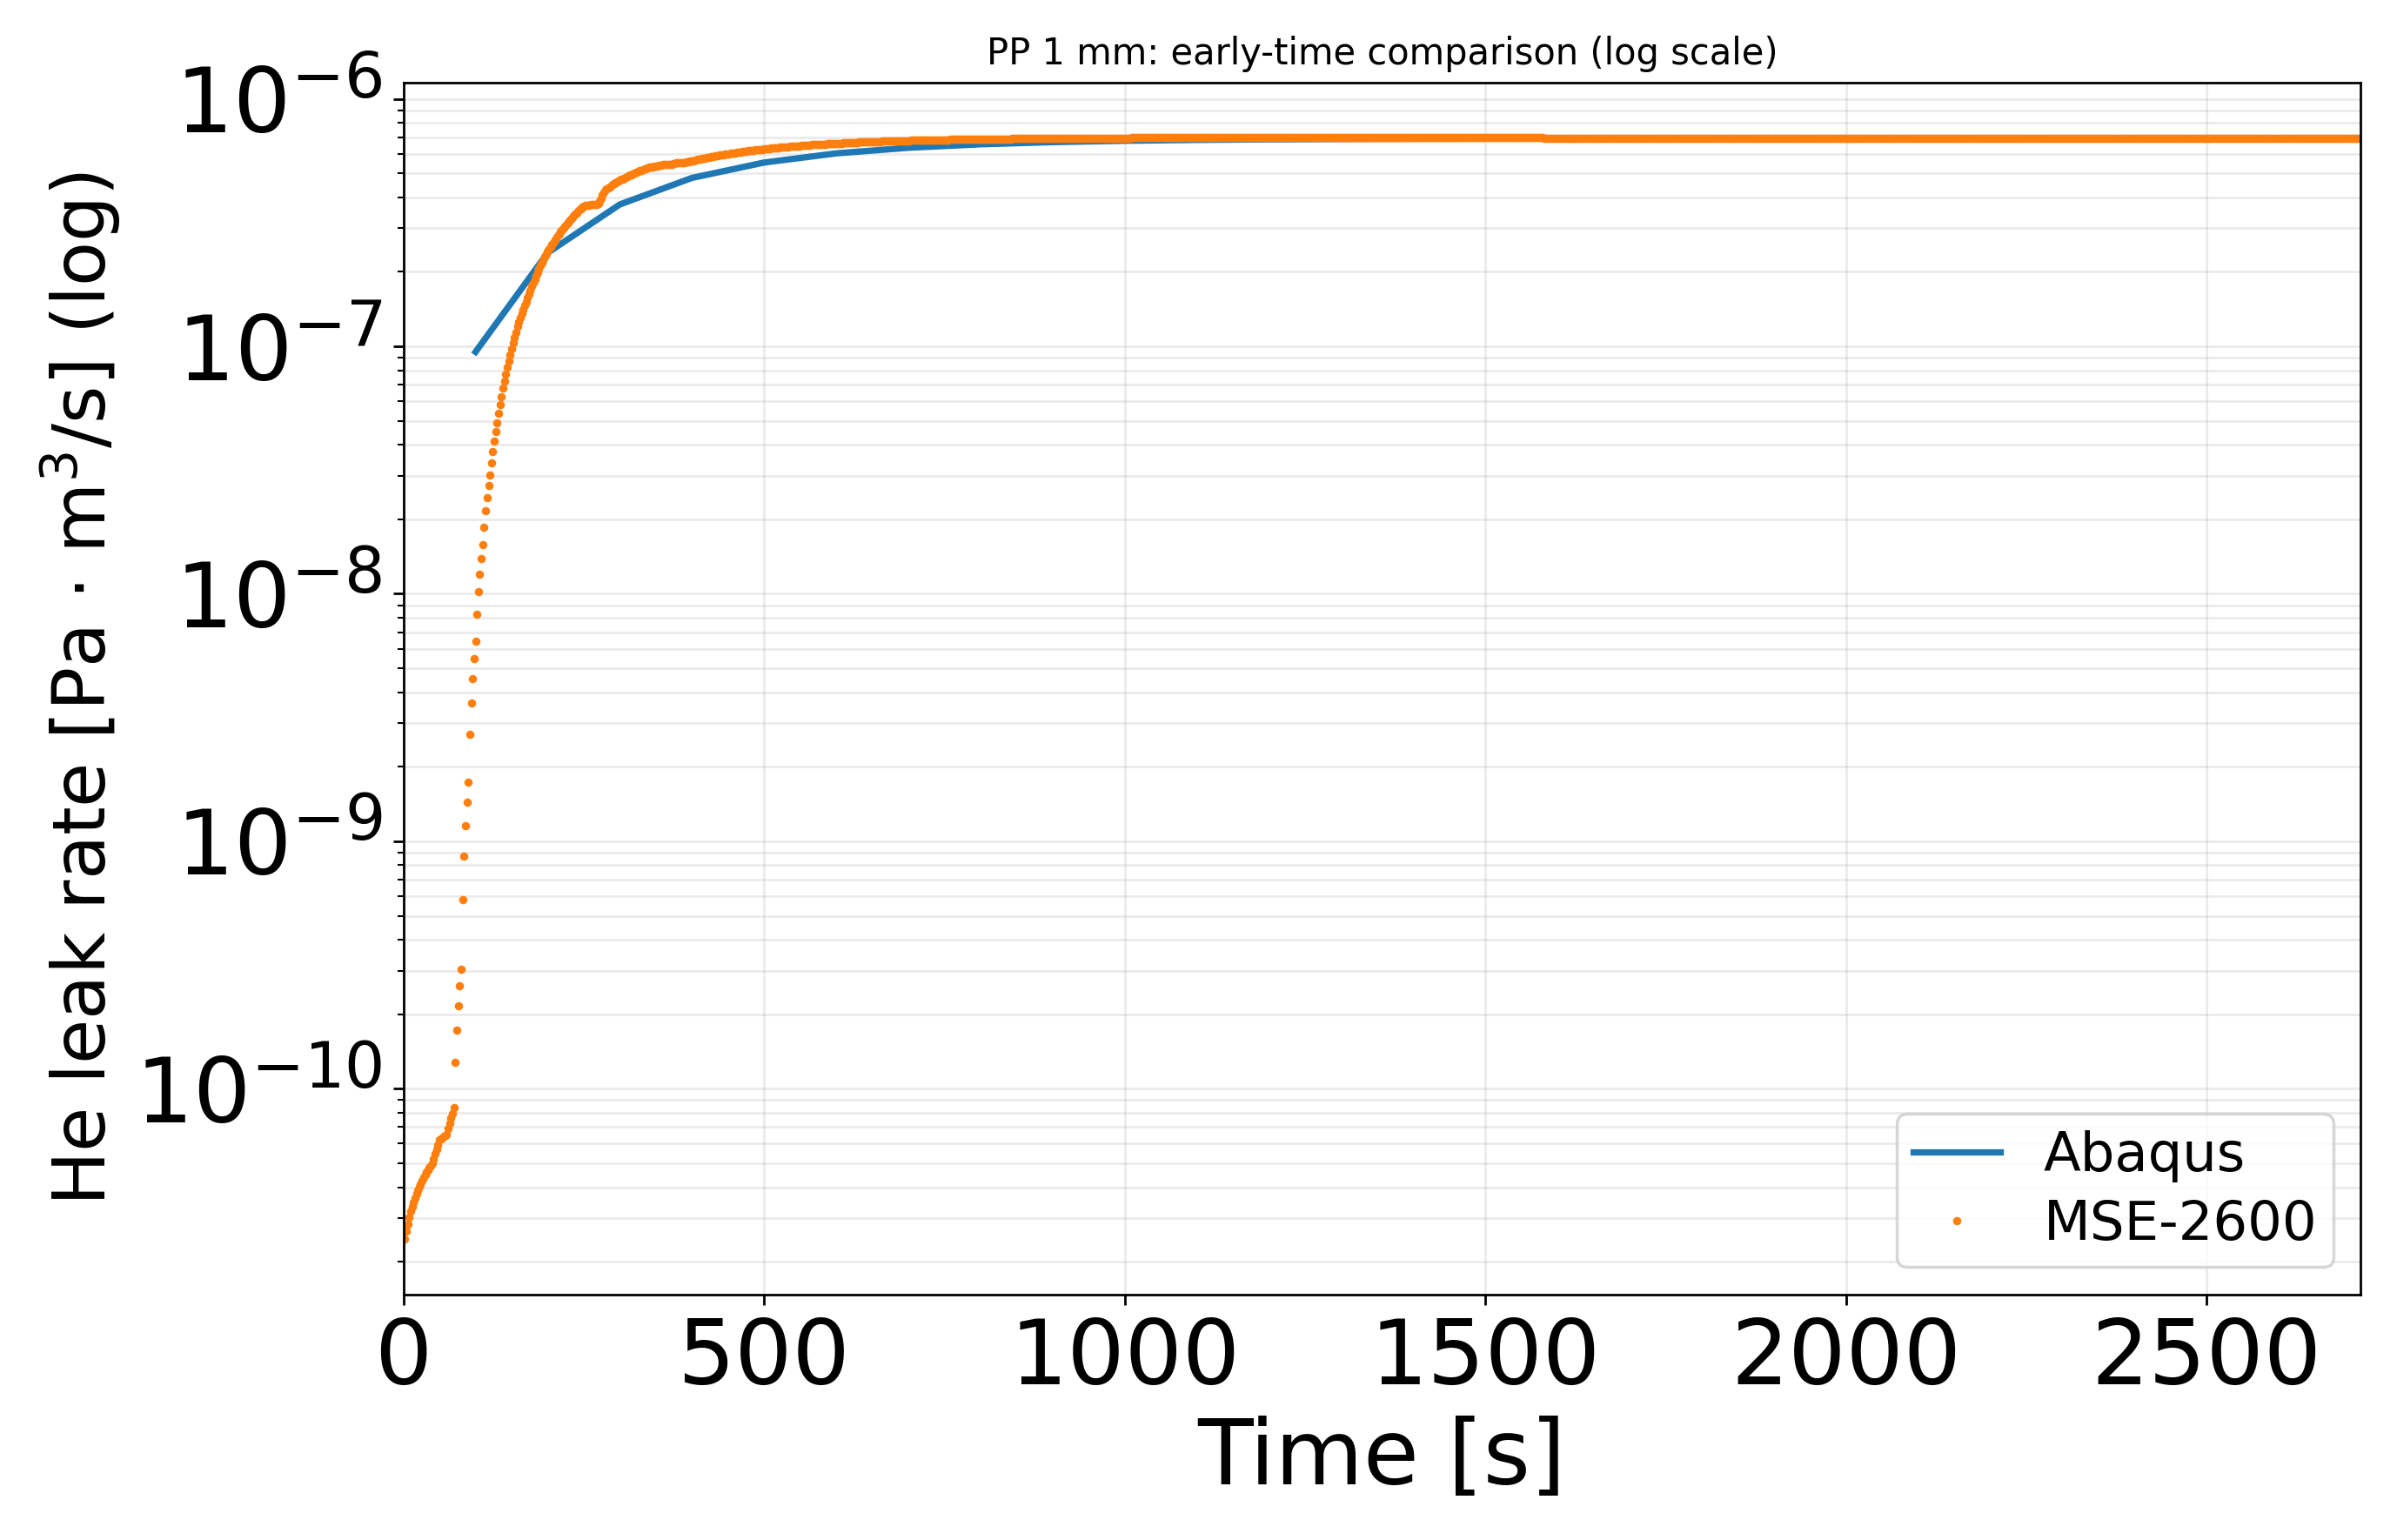 PP 1 mm: early-time comparison (log scale)
He leak rate [Pa · m³/s] (log)
10⁻⁶
10⁻⁷
10⁻⁸
10⁻⁹
10⁻¹⁰
Abaqus
MSE-2600
0 500 1000 1500 2000 2500
Time [s]